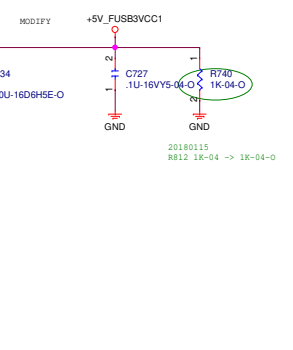 MODIFY
+5V_FUSB3VCC1
34
0U-16D6H5E-O
2
1
C727
.1U-16VY5-04-O
1
2
R740
1K-04-O
GND
GND
20180115
R812 1K-04 -> 1K-04-O